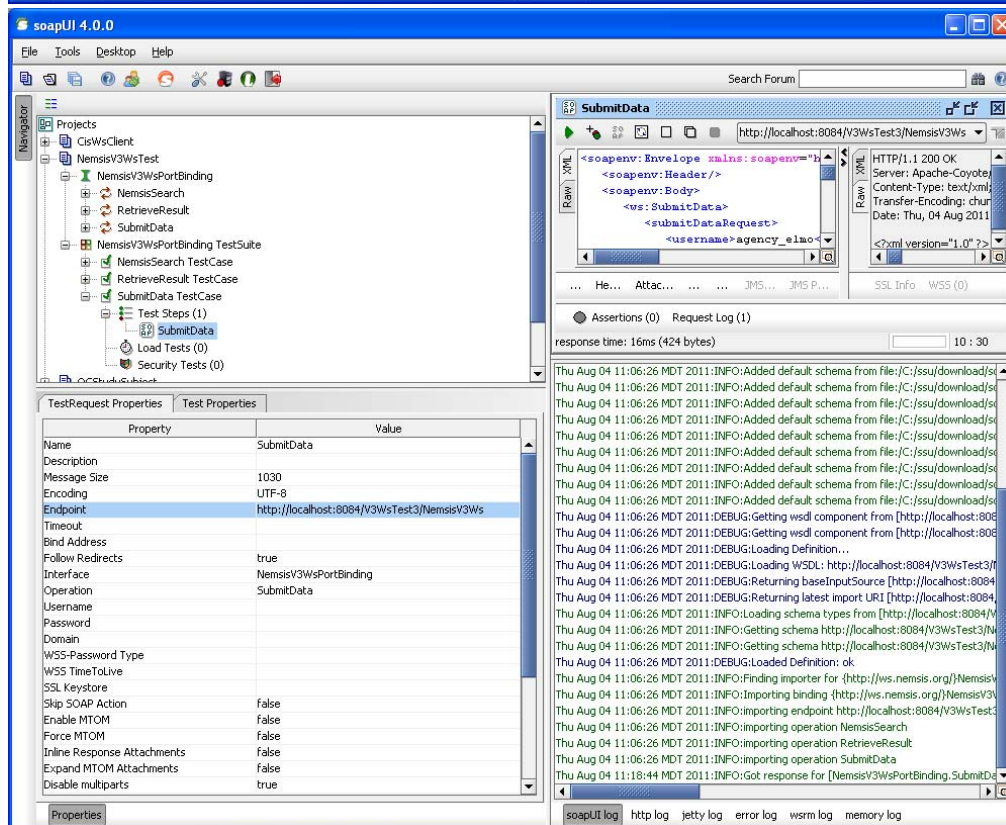 soapUI 4.0.0
File Tools Desktop Help
Search Forum
Navigator
Projects
CisWsClient
NemsisV3WsTest
NemsisV3WsPortBinding
NemsisSearch
RetrieveResult
SubmitData
NemsisV3WsPortBinding TestSuite
NemsisSearch TestCase
RetrieveResult TestCase
SubmitData TestCase
Test Steps (1)
SubmitData
Load Tests (0)
Security Tests (0)
TestRequest Properties Test Properties
Property Value
Name SubmitData
Description
Message Size 1030
Encoding UTF-8
Endpoint http://localhost:8084/V3WsTest3/NemsisV3Ws
Timeout
Bind Address
Follow Redirects true
Interface NemsisV3WsPortBinding
Operation SubmitData
Username
Password
Domain
WSS-Password Type
WSS TimeToLive
SSL Keystore
Skip SOAP Action false
Enable MTOM false
Force MTOM false
Inline Response Attachments false
Expand MTOM Attachments false
Disable multiparts true
Properties
SubmitData
http://localhost:8084/V3WsTest3/NemsisV3Ws
XML
Raw
<soapenv:Envelope xmlns:soapenv="h
<soapenv:Header/>
<soapenv:Body>
<ws:SubmitData>
<submitDataRequest>
<username>agency_elmo<
XML
Raw
HTTP/1.1 200 OK
Server: Apache-Coyote/
Content-Type: text/xml;
Transfer-Encoding: chun
Date: Thu, 04 Aug 2011
<?xml version="1.0" ?>
... He... Attac... ... ... JMS... JMS P...
SSL Info WSS (0)
Assertions (0) Request Log (1)
response time: 16ms (424 bytes)
10 : 30
Thu Aug 04 11:06:26 MDT 2011:INFO:Added default schema from file:/C:/ssu/download/so
Thu Aug 04 11:06:26 MDT 2011:INFO:Added default schema from file:/C:/ssu/download/so
Thu Aug 04 11:06:26 MDT 2011:INFO:Added default schema from file:/C:/ssu/download/so
Thu Aug 04 11:06:26 MDT 2011:INFO:Added default schema from file:/C:/ssu/download/so
Thu Aug 04 11:06:26 MDT 2011:INFO:Added default schema from file:/C:/ssu/download/so
Thu Aug 04 11:06:26 MDT 2011:INFO:Added default schema from file:/C:/ssu/download/so
Thu Aug 04 11:06:26 MDT 2011:INFO:Added default schema from file:/C:/ssu/download/so
Thu Aug 04 11:06:26 MDT 2011:INFO:Added default schema from file:/C:/ssu/download/so
Thu Aug 04 11:06:26 MDT 2011:INFO:Added default schema from file:/C:/ssu/download/so
Thu Aug 04 11:06:26 MDT 2011:DEBUG:Getting wsdl component from [http://localhost:808
Thu Aug 04 11:06:26 MDT 2011:DEBUG:Getting wsdl component from [http://localhost:808
Thu Aug 04 11:06:26 MDT 2011:DEBUG:Loading Definition...
Thu Aug 04 11:06:26 MDT 2011:DEBUG:Loading WSDL: http://localhost:8084/V3WsTest3/N
Thu Aug 04 11:06:26 MDT 2011:DEBUG:Returning baseInputSource [http://localhost:8084
Thu Aug 04 11:06:26 MDT 2011:DEBUG:Returning latest import URI [http://localhost:8084,
Thu Aug 04 11:06:26 MDT 2011:INFO:Loading schema types from [http://localhost:8084/V
Thu Aug 04 11:06:26 MDT 2011:INFO:Getting schema http://localhost:8084/V3WsTest3/Ne
Thu Aug 04 11:06:26 MDT 2011:INFO:Getting schema http://localhost:8084/V3WsTest3/Ne
Thu Aug 04 11:06:26 MDT 2011:DEBUG:Loaded Definition: ok
Thu Aug 04 11:06:26 MDT 2011:INFO:Finding importer for {http://ws.nemsis.org/}NemsisV
Thu Aug 04 11:06:26 MDT 2011:INFO:Importing binding {http://ws.nemsis.org/}NemsisV3
Thu Aug 04 11:06:26 MDT 2011:INFO:importing endpoint http://localhost:8084/V3WsTest3
Thu Aug 04 11:06:26 MDT 2011:INFO:importing operation NemsisSearch
Thu Aug 04 11:06:26 MDT 2011:INFO:importing operation RetrieveResult
Thu Aug 04 11:06:26 MDT 2011:INFO:importing operation SubmitData
Thu Aug 04 11:18:44 MDT 2011:INFO:Got response for [NemsisV3WsPortBinding.SubmitDa
soapUI log http log jetty log error log wsrm log memory log